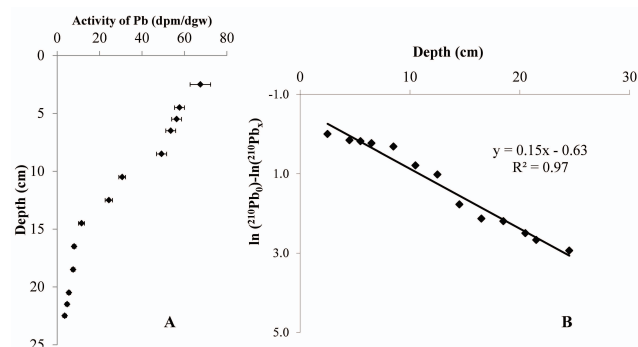 Activity of Pb (dpm/dgw)
0 20 40 60 80
0
5
10
15
20
25
Depth (cm)
A
Depth (cm)
0 10 20 30
-1.0
1.0
3.0
5.0
ln (²¹⁰Pb₀)-ln(²¹⁰Pbₓ)
y = 0.15x - 0.63
R² = 0.97
B